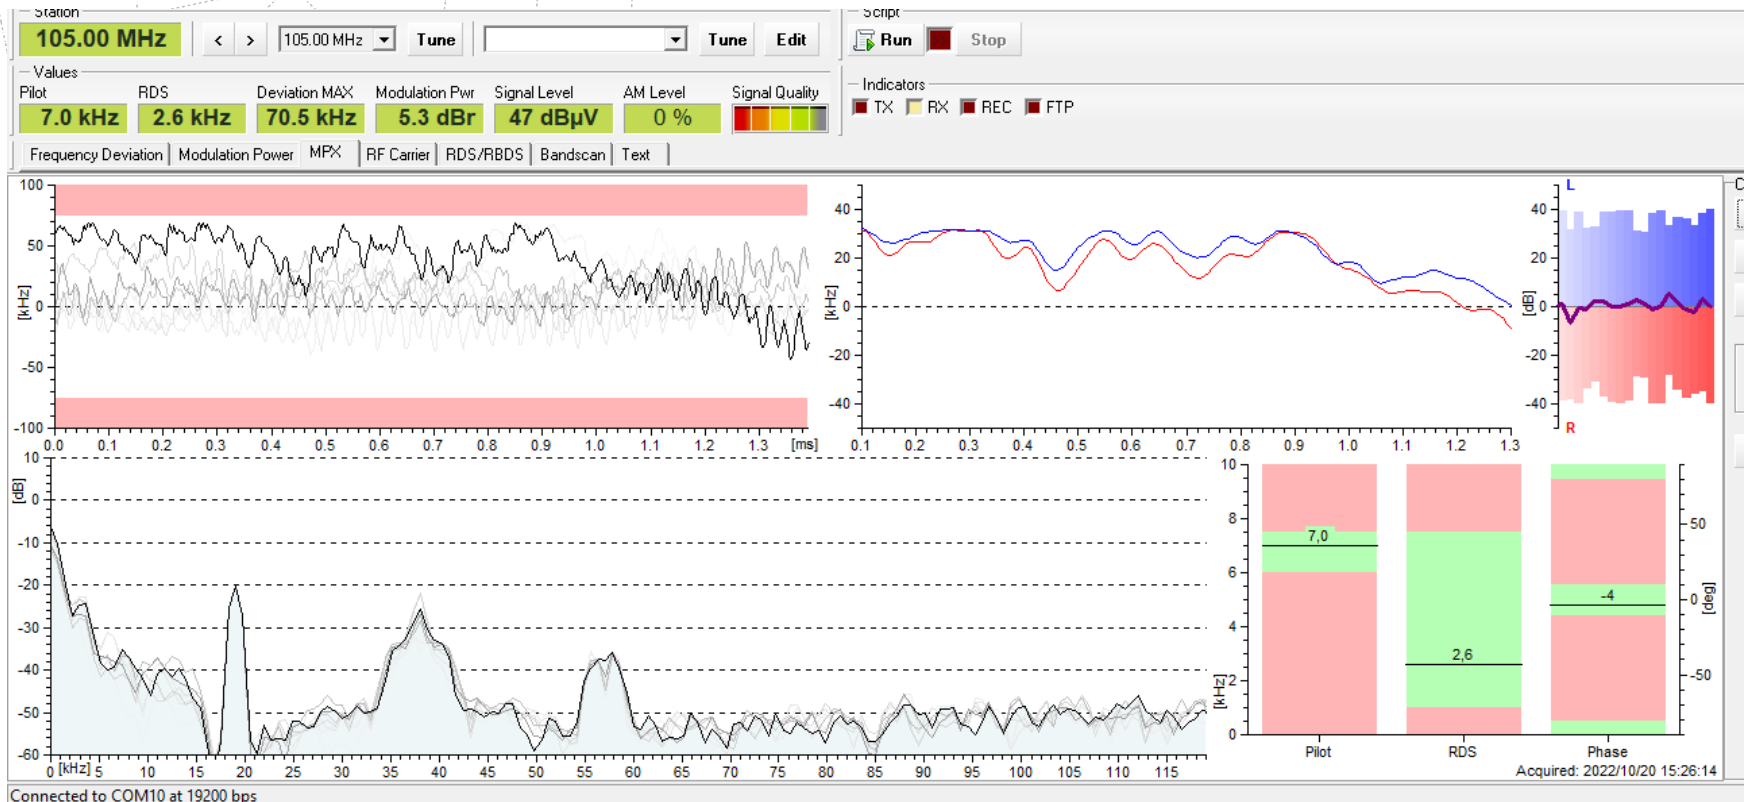 Station
105.00 MHz < > 105.00 MHz Tune Tune Edit
Script
Run Stop
Values
Pilot RDS Deviation MAX Modulation Pwr Signal Level AM Level Signal Quality
7.0 kHz 2.6 kHz 70.5 kHz 5.3 dBr 47 dBµV 0 %
Indicators
TX RX REC FTP
Frequency Deviation Modulation Power MPX RF Carrier RDS/RBDS Bandscan Text
100
50
0
-50
-100
[kHz]
0.0 0.1 0.2 0.3 0.4 0.5 0.6 0.7 0.8 0.9 1.0 1.1 1.2 1.3 [ms]
40
20
0
-20
-40
[kHz]
0.1 0.2 0.3 0.4 0.5 0.6 0.7 0.8 0.9 1.0 1.1 1.2 1.3
L
40
20
0
-20
-40
[dB]
R
10
0
-10
-20
-30
-40
-50
-60
[dB]
0 [kHz] 5 10 15 20 25 30 35 40 45 50 55 60 65 70 75 80 85 90 95 100 105 110 115
10
8
6
4
2
0
[kHz]
7,0
2,6
-4
50
0
-50
[deg]
Pilot RDS Phase
Acquired: 2022/10/20 15:26:14
Connected to COM10 at 19200 bps